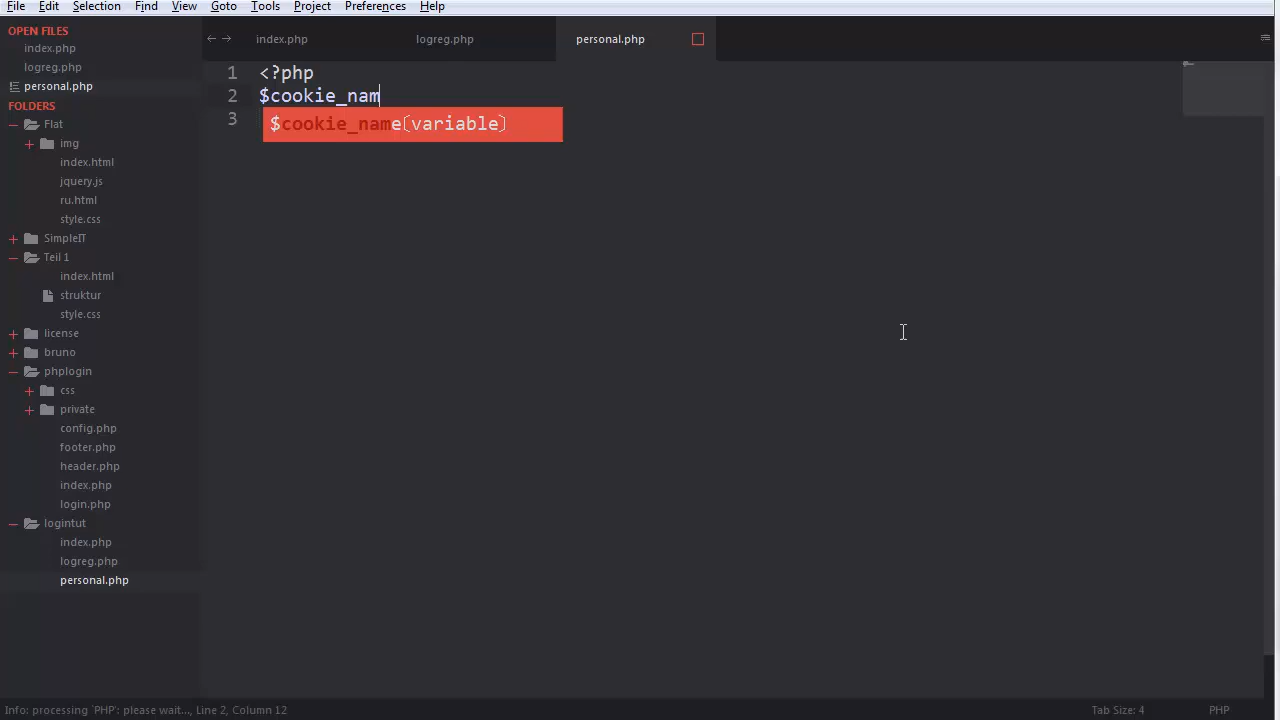 File Edit Selection Find View Goto Tools Project Preferences Help
OPEN FILES
index.php
logreg.php
personal.php
FOLDERS
Flat
img
index.html
jquery.js
ru.html
style.css
SimpleIT
Teil 1
index.html
struktur
style.css
license
bruno
phplogin
css
private
config.php
footer.php
header.php
index.php
login.php
logintut
index.php
logreg.php
personal.php
index.php logreg.php personal.php
1 <?php
2 $cookie_nam
3 $cookie_name(variable)
Info: processing `PHP': please wait..., Line 2, Column 12 Tab Size: 4 PHP